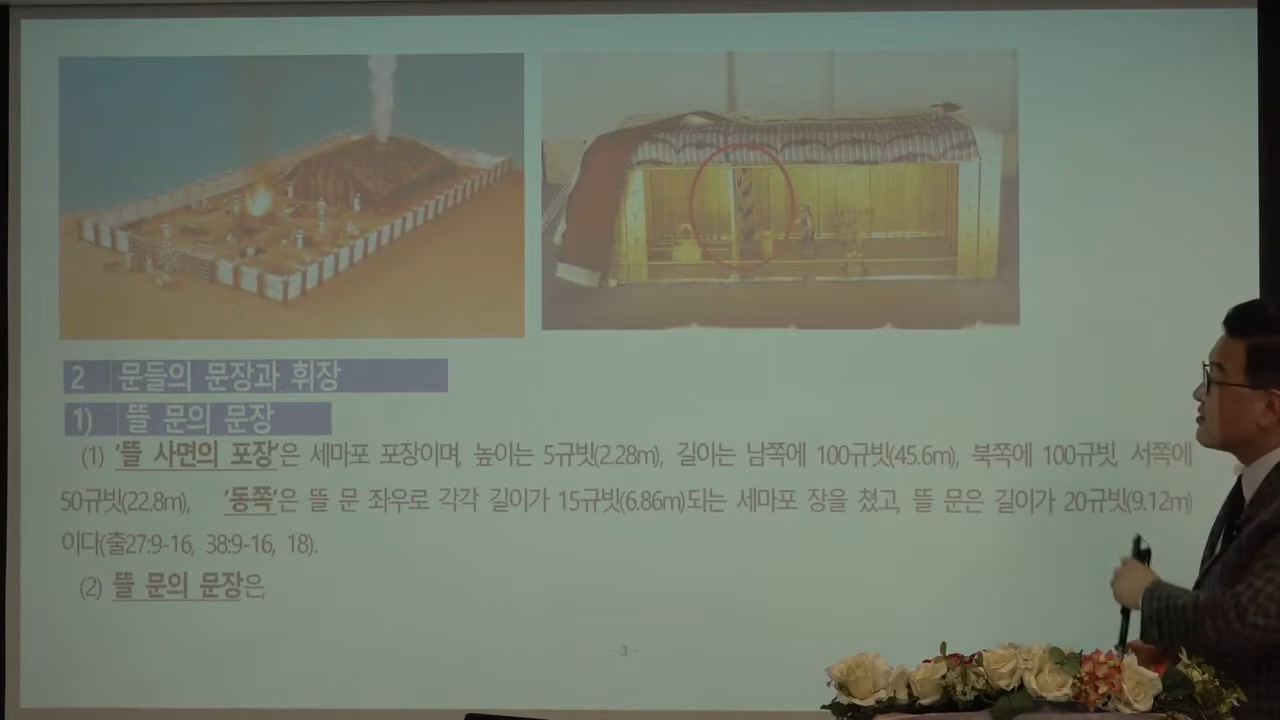 2 문들의 문장과 휘장
1) 뜰 문의 문장
(1) '뜰 사면의 포장'은 세마포 포장이며, 높이는 5규빗(2.28m), 길이는 남쪽에 100규빗(45.6m), 북쪽에 100규빗, 서쪽에
50규빗(22.8m), '동쪽'은 뜰 문 좌우로 각각 길이가 15규빗(6.86m)되는 세마포 장을 쳤고, 뜰 문은 길이가 20규빗(9.12m)
이다(출27:9-16, 38:9-16, 18).
(2) 뜰 문의 문장은,
- 3 -